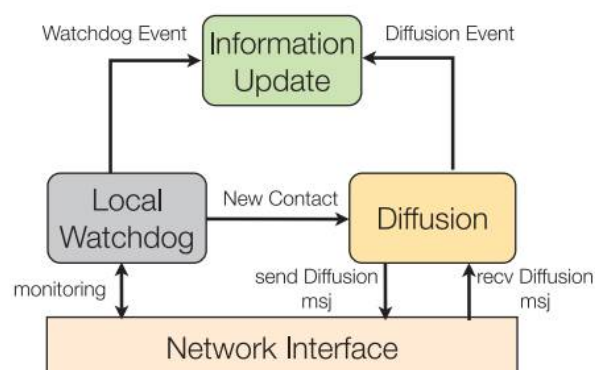 Watchdog Event
Information
Update
Diffusion Event
Local
Watchdog
New Contact
Diffusion
monitoring
send Diffusion
msj
recv Diffusion
msj
Network Interface